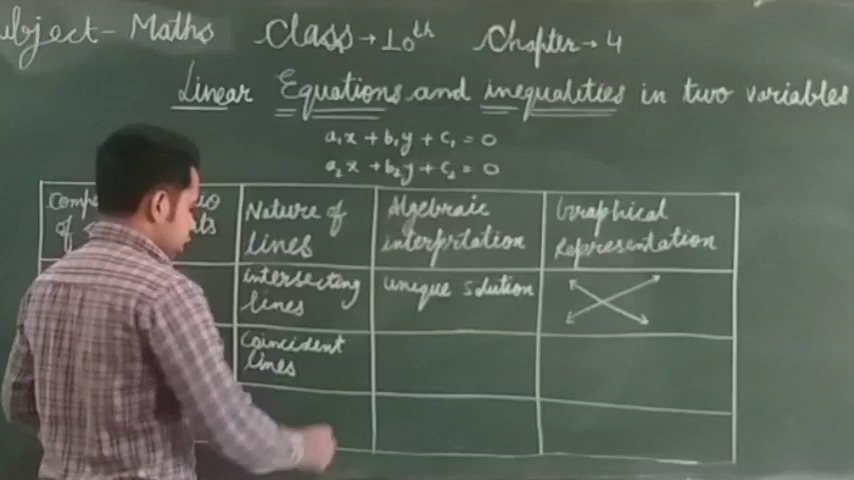 Subject- Maths Class→10th Chapter→4
Linear Equations and inequalities in two variables
a₁x + b₁y + c₁ = 0
a₂x + b₂y + c₂ = 0
Nature of
lines
Algebraic
interprtation
Graphical
Representation
intersecting
lines
unique solution
Coincident
lines